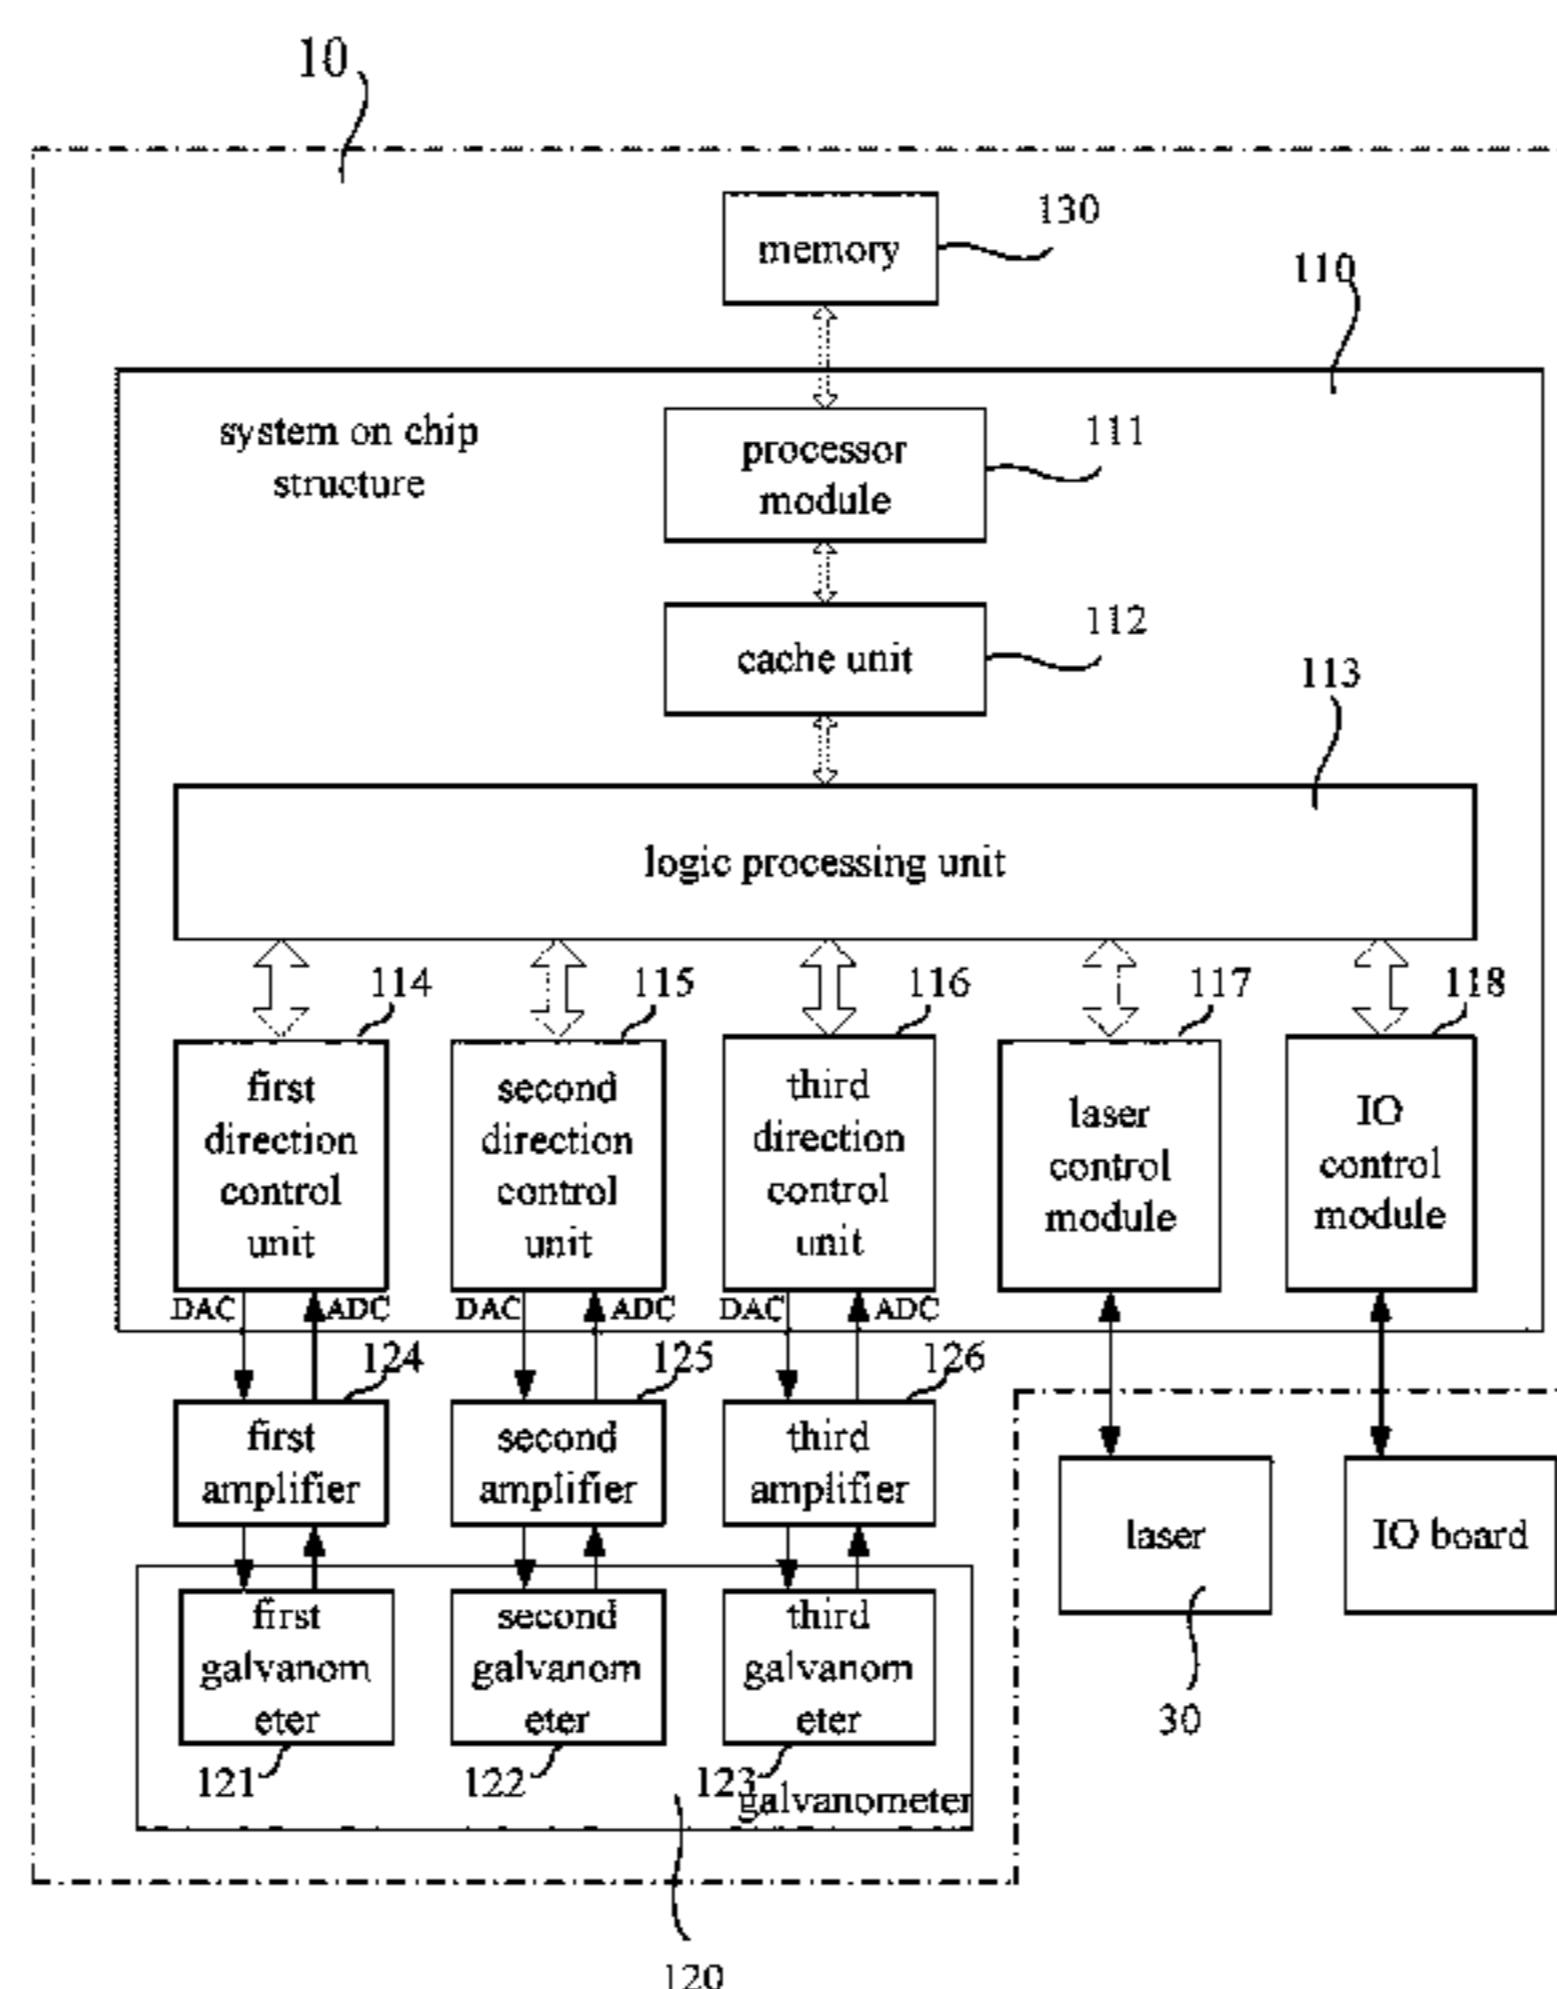 10
memory
130
110
system on chip
structure
processor
module
111
cache unit
112
113
logic processing unit
114
115
116
117
118
first
direction
control
unit
second
direction
control
unit
third
direction
control
unit
laser
control
module
IO
control
module
DAC
ADC
DAC
ADC
DAC
ADC
124
125
126
first
amplifier
second
amplifier
third
amplifier
laser
IO board
first
galvanom
eter
second
galvanom
eter
third
galvanom
eter
30
121
122
123
galvanometer
120